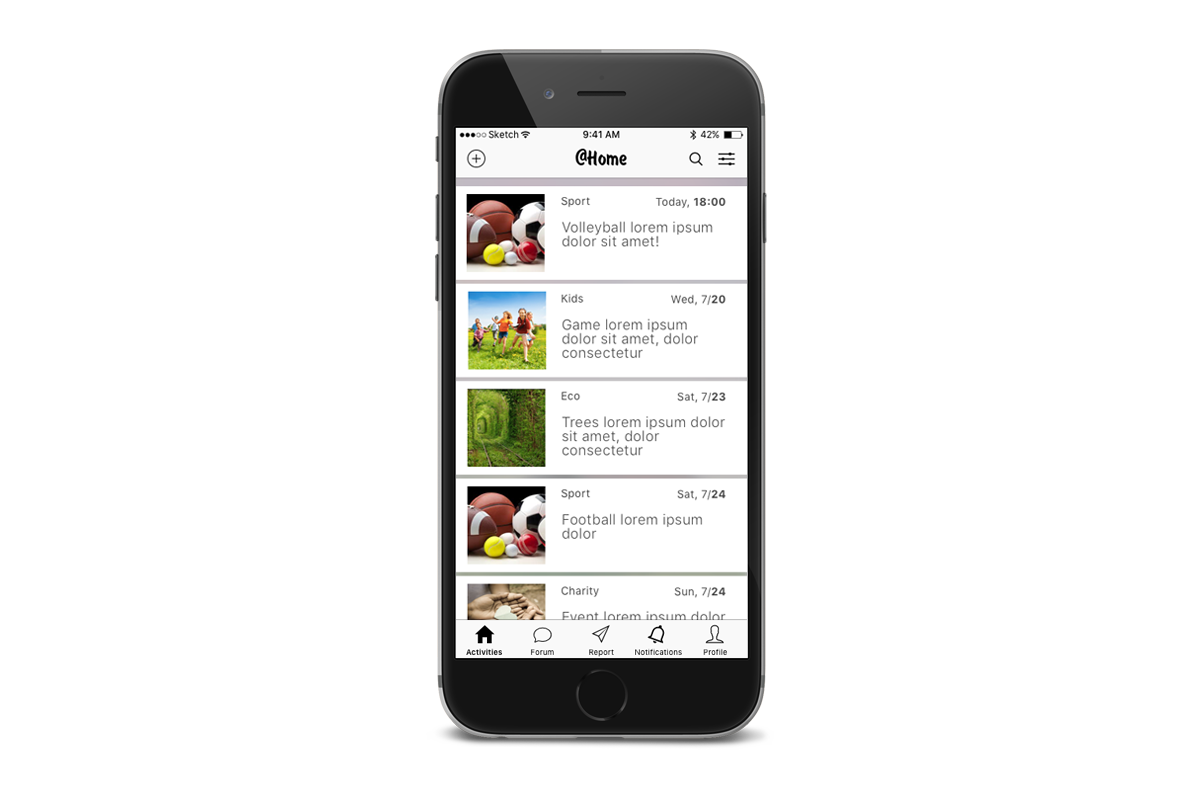 Sketch 9:41 AM 42%
@Home
Sport Today, 18:00
Volleyball lorem ipsum
dolor sit amet!
Kids Wed, 7/20
Game lorem ipsum
dolor sit amet, dolor
consectetur
Eco Sat, 7/23
Trees lorem ipsum dolor
sit amet, dolor
consectetur
Sport Sat, 7/24
Football lorem ipsum
dolor
Charity Sun, 7/24
Event lorem ipsum dolor
Activities Forum Report Notifications Profile